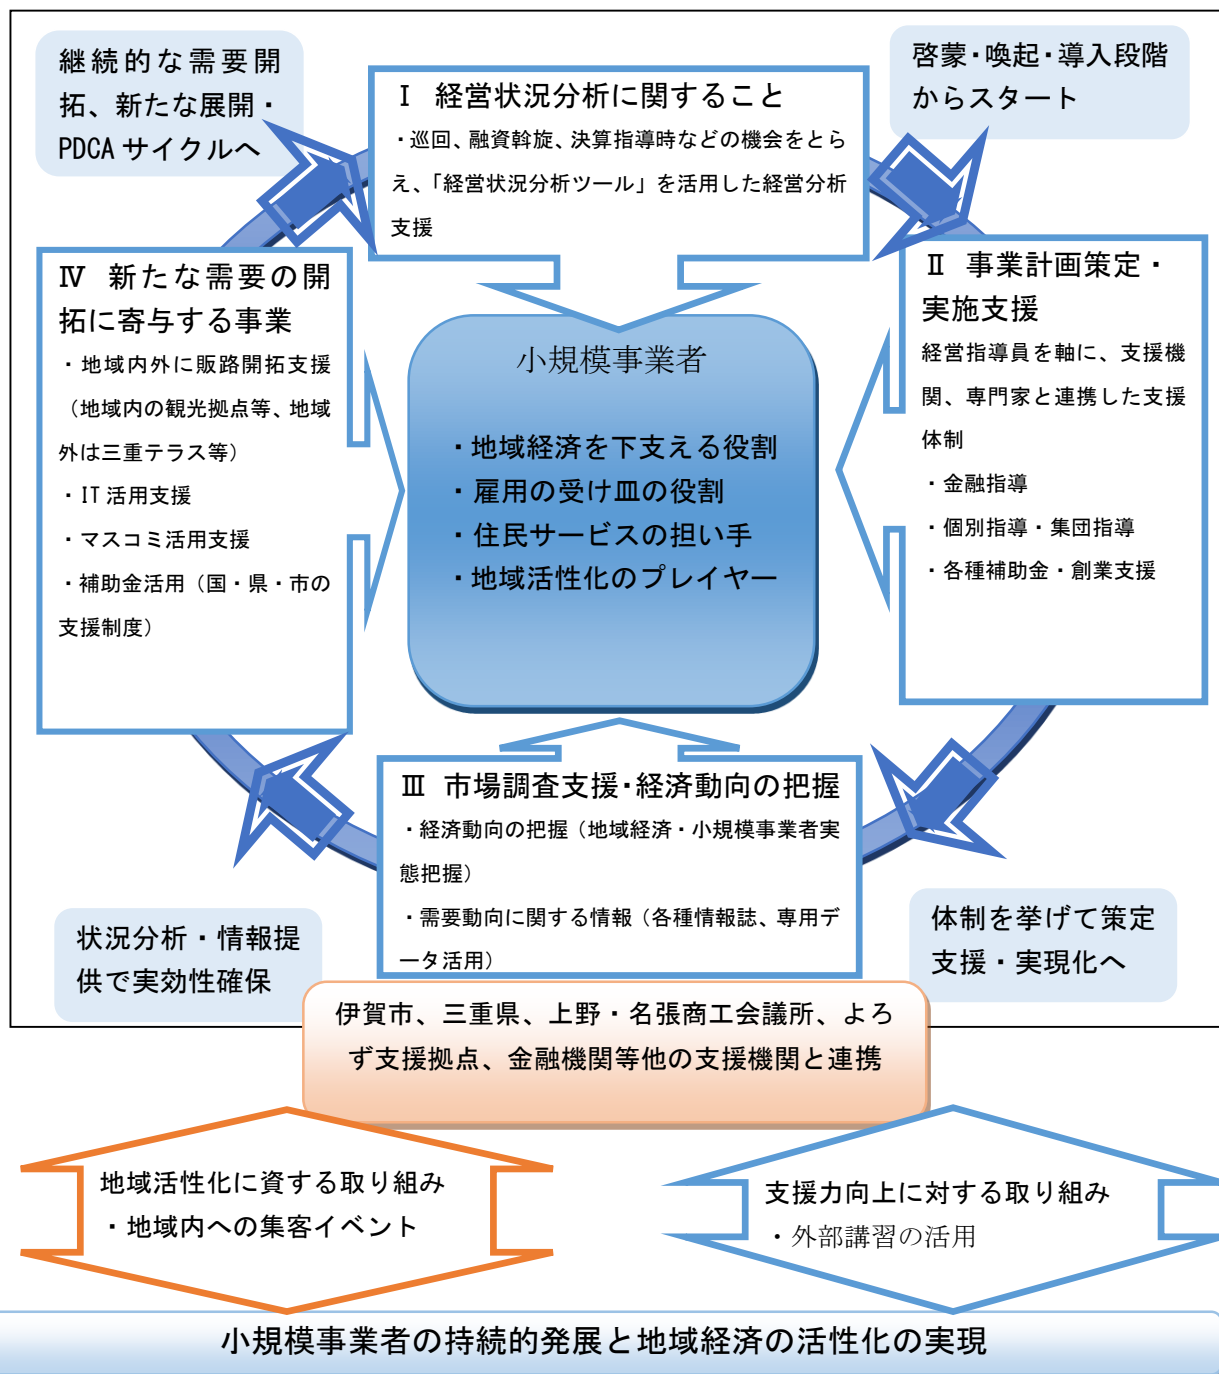 継続的な需要開
拓、新たな展開・
PDCA サイクルへ
啓蒙・喚起・導入段階
からスタート
Ⅰ 経営状況分析に関すること
・巡回、融資斡旋、決算指導時などの機会をとら
え、「経営状況分析ツール」を活用した経営分析
支援
Ⅳ 新たな需要の開
拓に寄与する事業
・地域内外に販路開拓支援
（地域内の観光拠点等、地域
外は三重テラス等）
・IT 活用支援
・マスコミ活用支援
・補助金活用（国・県・市の
支援制度）
小規模事業者
・地域経済を下支える役割
・雇用の受け皿の役割
・住民サービスの担い手
・地域活性化のプレイヤー
Ⅱ 事業計画策定・
実施支援
経営指導員を軸に、支援機
関、専門家と連携した支援
体制
・金融指導
・個別指導・集団指導
・各種補助金・創業支援
Ⅲ 市場調査支援・経済動向の把握
・経済動向の把握（地域経済・小規模事業者実
態把握）
・需要動向に関する情報（各種情報誌、専用デ
ータ活用）
状況分析・情報提
供で実効性確保
体制を挙げて策定
支援・実現化へ
伊賀市、三重県、上野・名張商工会議所、よろ
ず支援拠点、金融機関等他の支援機関と連携
地域活性化に資する取り組み
・地域内への集客イベント
支援力向上に対する取り組み
・外部講習の活用
小規模事業者の持続的発展と地域経済の活性化の実現